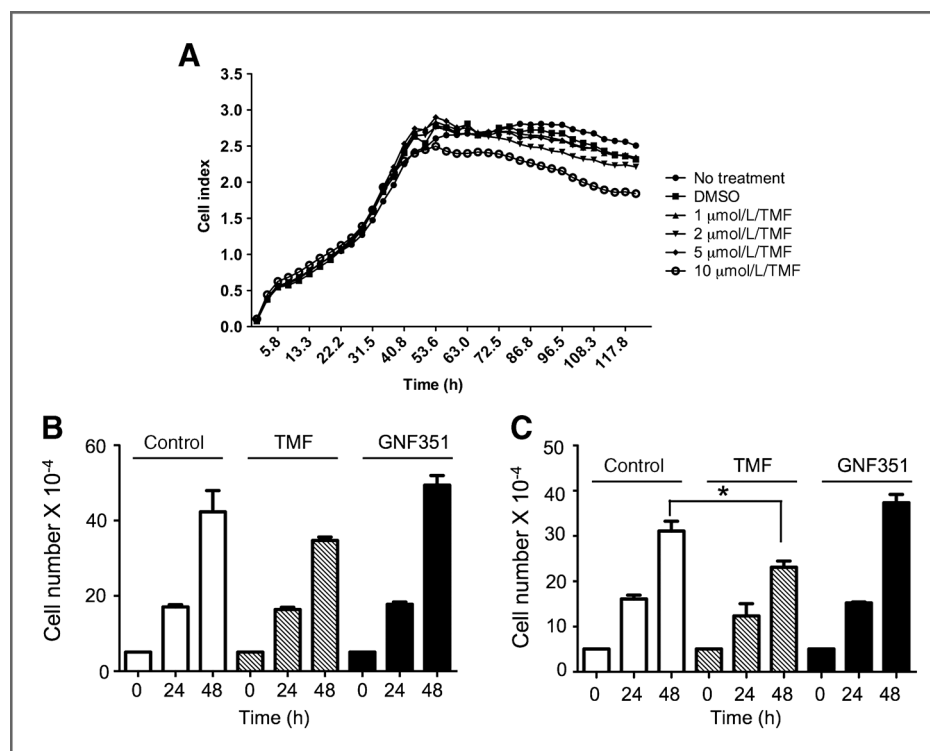 A
3.5
3.0
2.5
2.0
1.5
1.0
0.5
0.0
Cell index
5.8 13.3 22.2 31.5 40.8 53.6 63.0 72.5 86.8 96.5 108.3 117.8
Time (h)
No treatment
DMSO
1 μmol/L/TMF
2 μmol/L/TMF
5 μmol/L/TMF
10 μmol/L/TMF
B
Control TMF GNF351
60
40
20
0
Cell number X 10-4
0 24 48 0 24 48 0 24 48
Time (h)
C
Control TMF GNF351
*
50
40
30
20
10
0
Cell number X 10-4
0 24 48 0 24 48 0 24 48
Time (h)